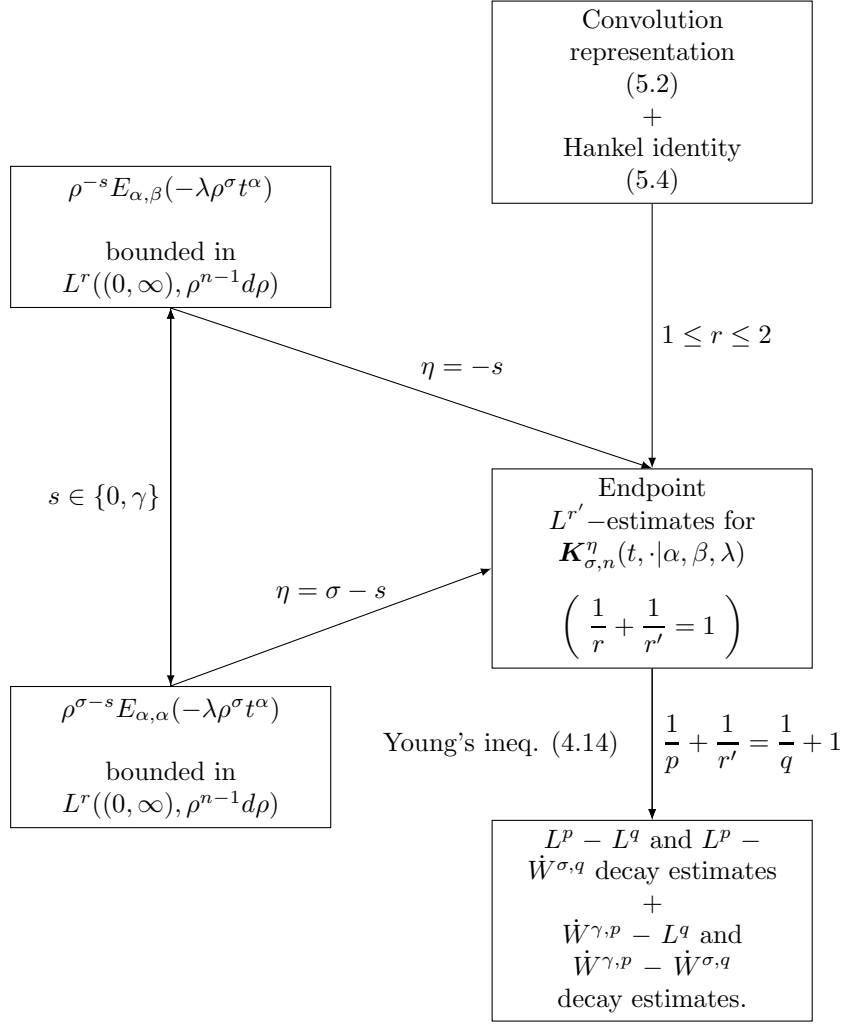 Convolution
representation
(5.2)
+
Hankel identity
(5.4)
ρ^{-s}E_{α,β}(−λρ^σ t^α)
bounded in
L^r((0, ∞), ρ^{n−1}dρ)
1 ≤ r ≤ 2
η = −s
s ∈ {0, γ}
Endpoint
L^{r′}−estimates for
K^η_{σ,n}(t, ·|α, β, λ)
( 1/r + 1/r′ = 1 )
η = σ − s
ρ^{σ−s}E_{α,α}(−λρ^σ t^α)
bounded in
L^r((0, ∞), ρ^{n−1}dρ)
Young's ineq. (4.14)
1/p + 1/r′ = 1/q + 1
L^p − L^q and L^p −
Ẇ^{σ,q} decay estimates
+
Ẇ^{γ,p} − L^q and
Ẇ^{γ,p} − Ẇ^{σ,q}
decay estimates.